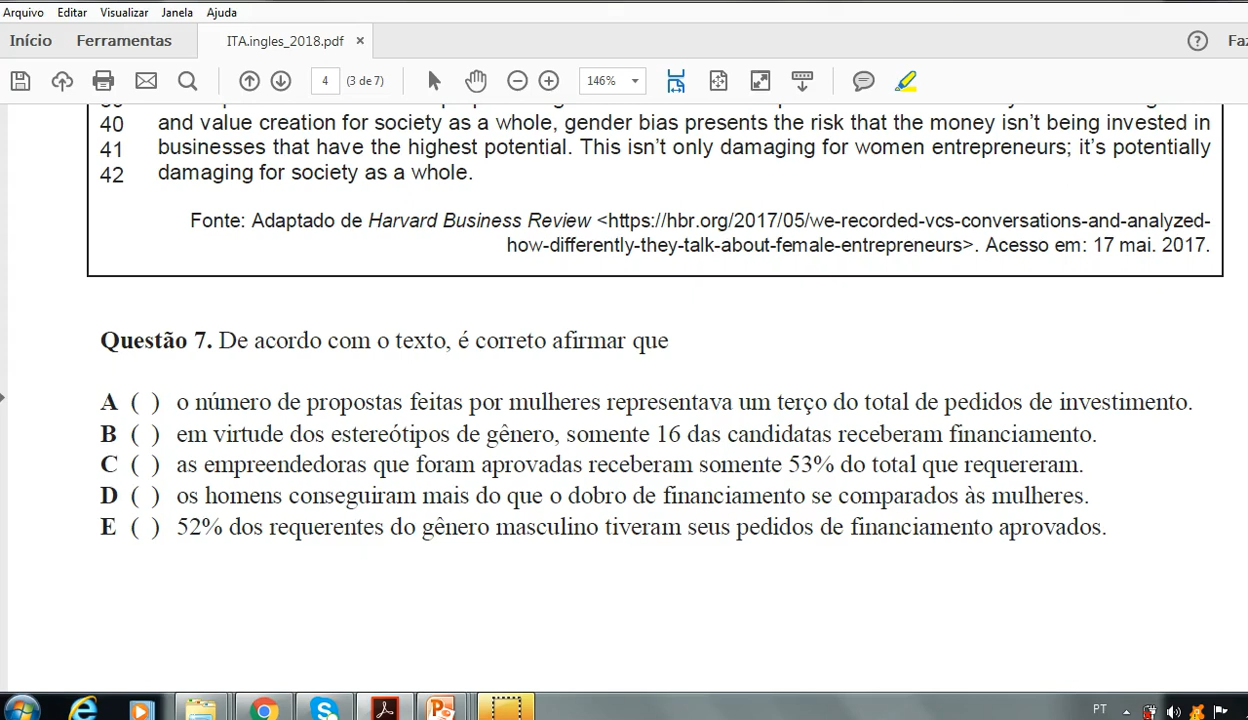 Arquivo Editar Visualizar Janela Ajuda
Início Ferramentas ITA.ingles_2018.pdf × ? Faz
4 (3 de 7) 146%
40 and value creation for society as a whole, gender bias presents the risk that the money isn't being invested in
41 businesses that have the highest potential. This isn't only damaging for women entrepreneurs; it's potentially
42 damaging for society as a whole.
Fonte: Adaptado de Harvard Business Review <https://hbr.org/2017/05/we-recorded-vcs-conversations-and-analyzed-
how-differently-they-talk-about-female-entrepreneurs>. Acesso em: 17 mai. 2017.
Questão 7. De acordo com o texto, é correto afirmar que
A ( ) o número de propostas feitas por mulheres representava um terço do total de pedidos de investimento.
B ( ) em virtude dos estereótipos de gênero, somente 16 das candidatas receberam financiamento.
C ( ) as empreendedoras que foram aprovadas receberam somente 53% do total que requereram.
D ( ) os homens conseguiram mais do que o dobro de financiamento se comparados às mulheres.
E ( ) 52% dos requerentes do gênero masculino tiveram seus pedidos de financiamento aprovados.
PT